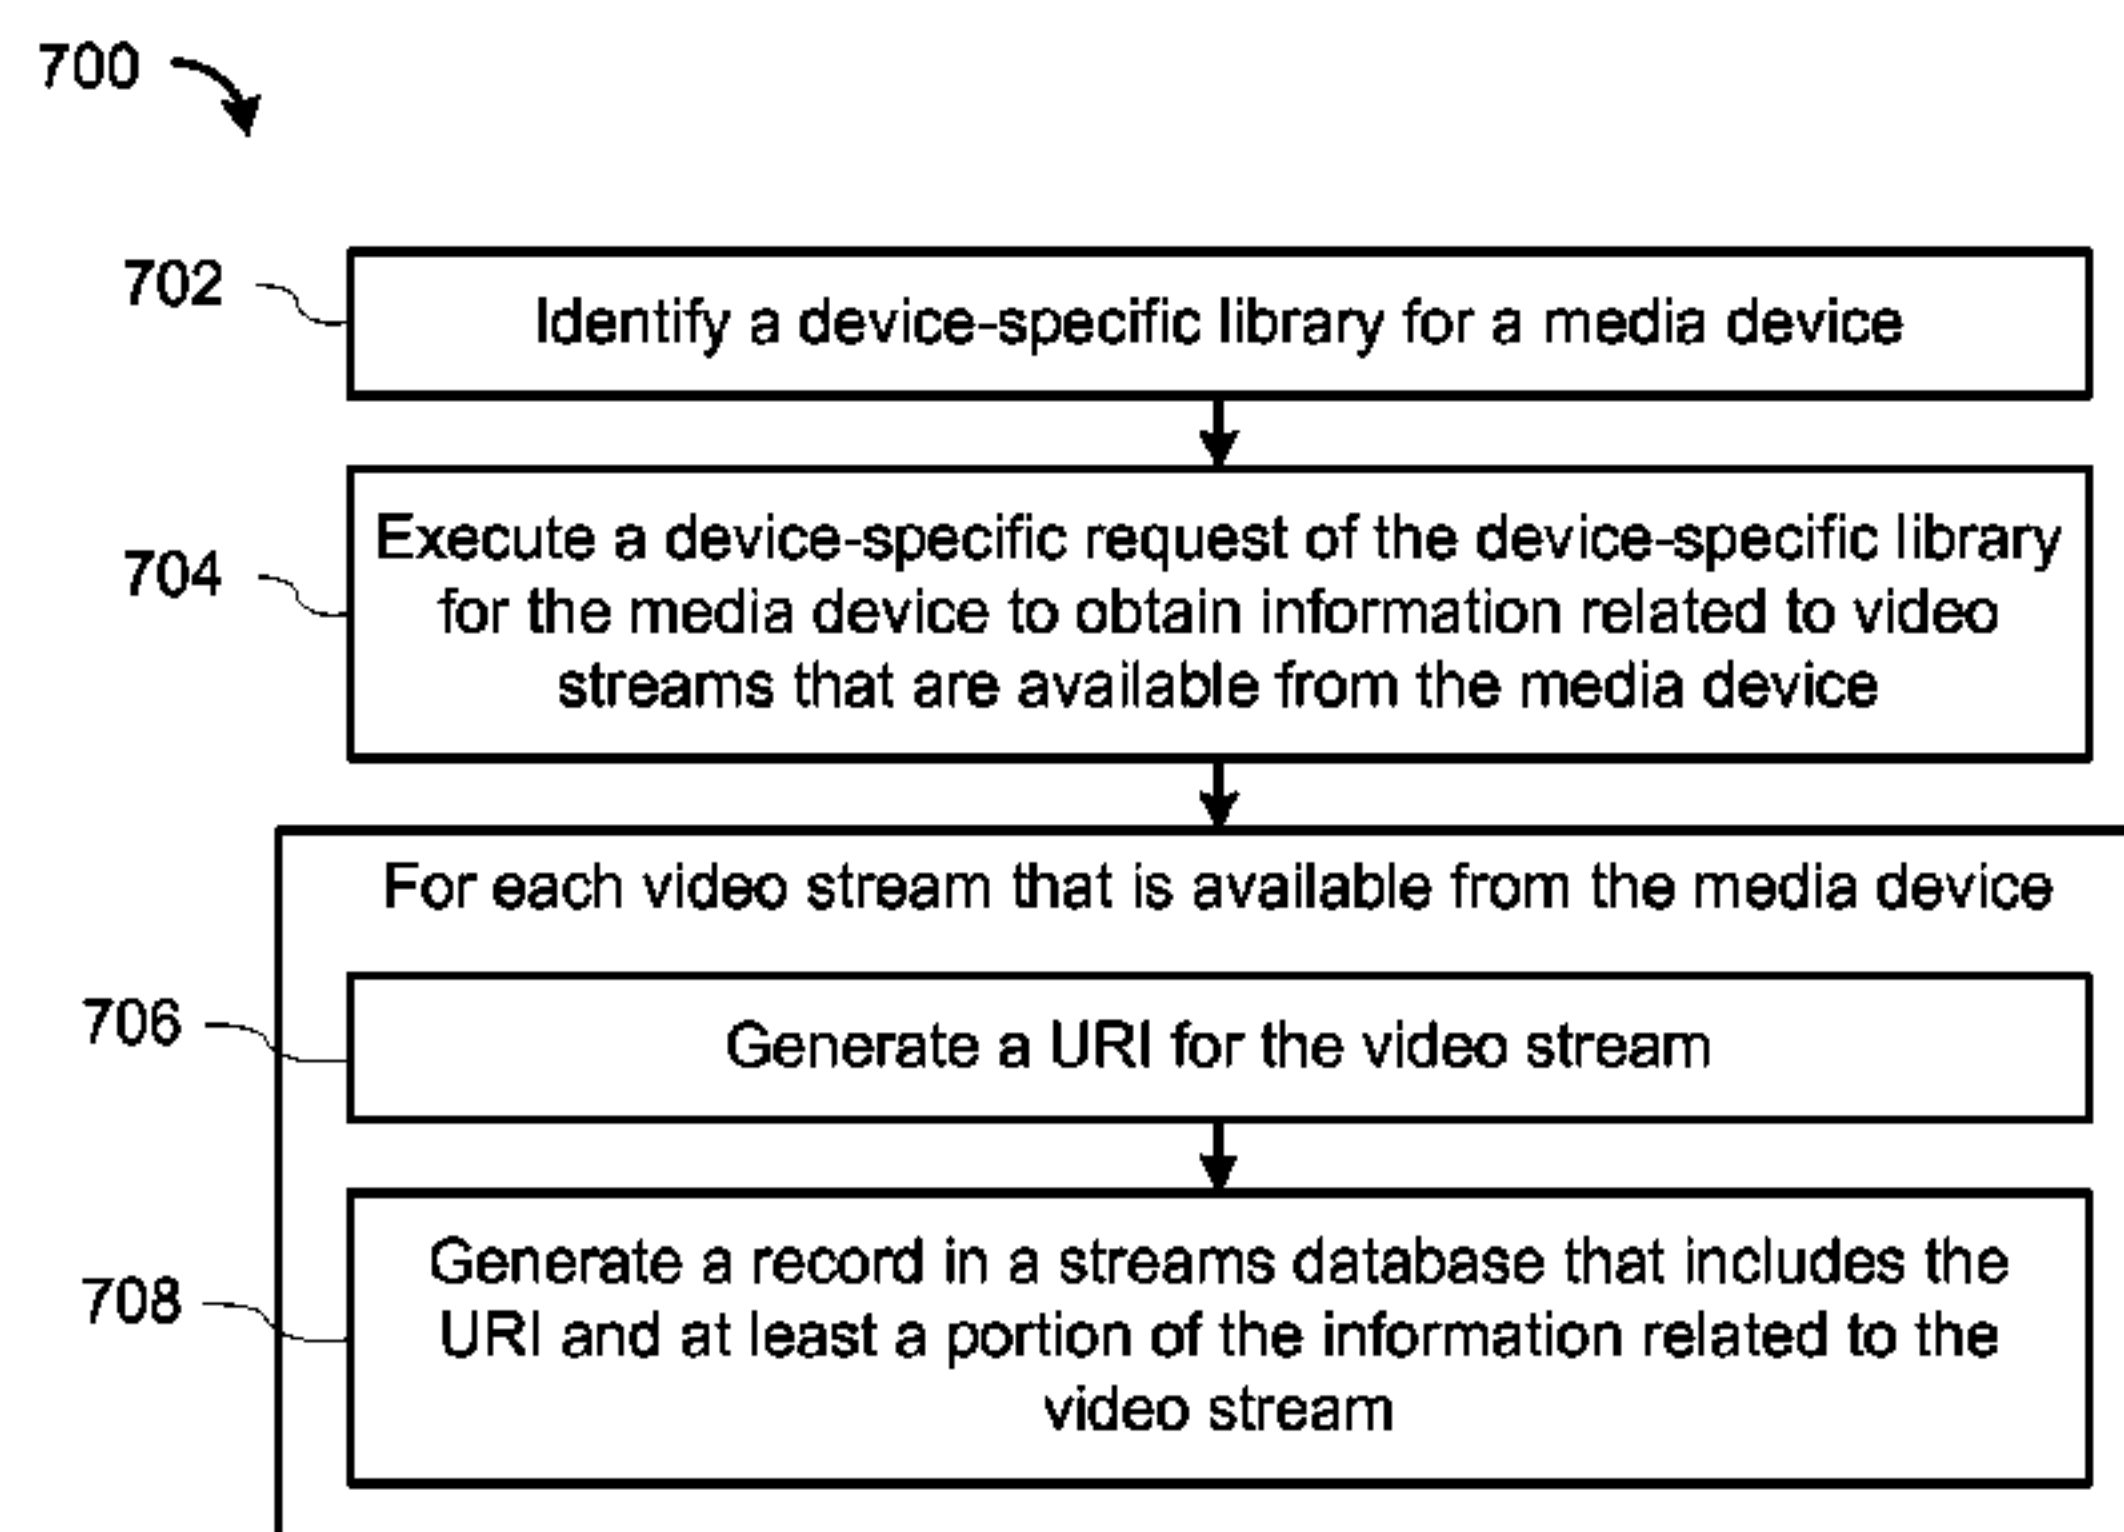 700
702
Identify a device-specific library for a media device
704
Execute a device-specific request of the device-specific library
for the media device to obtain information related to video
streams that are available from the media device
For each video stream that is available from the media device
706
Generate a URI for the video stream
708
Generate a record in a streams database that includes the
URI and at least a portion of the information related to the
video stream